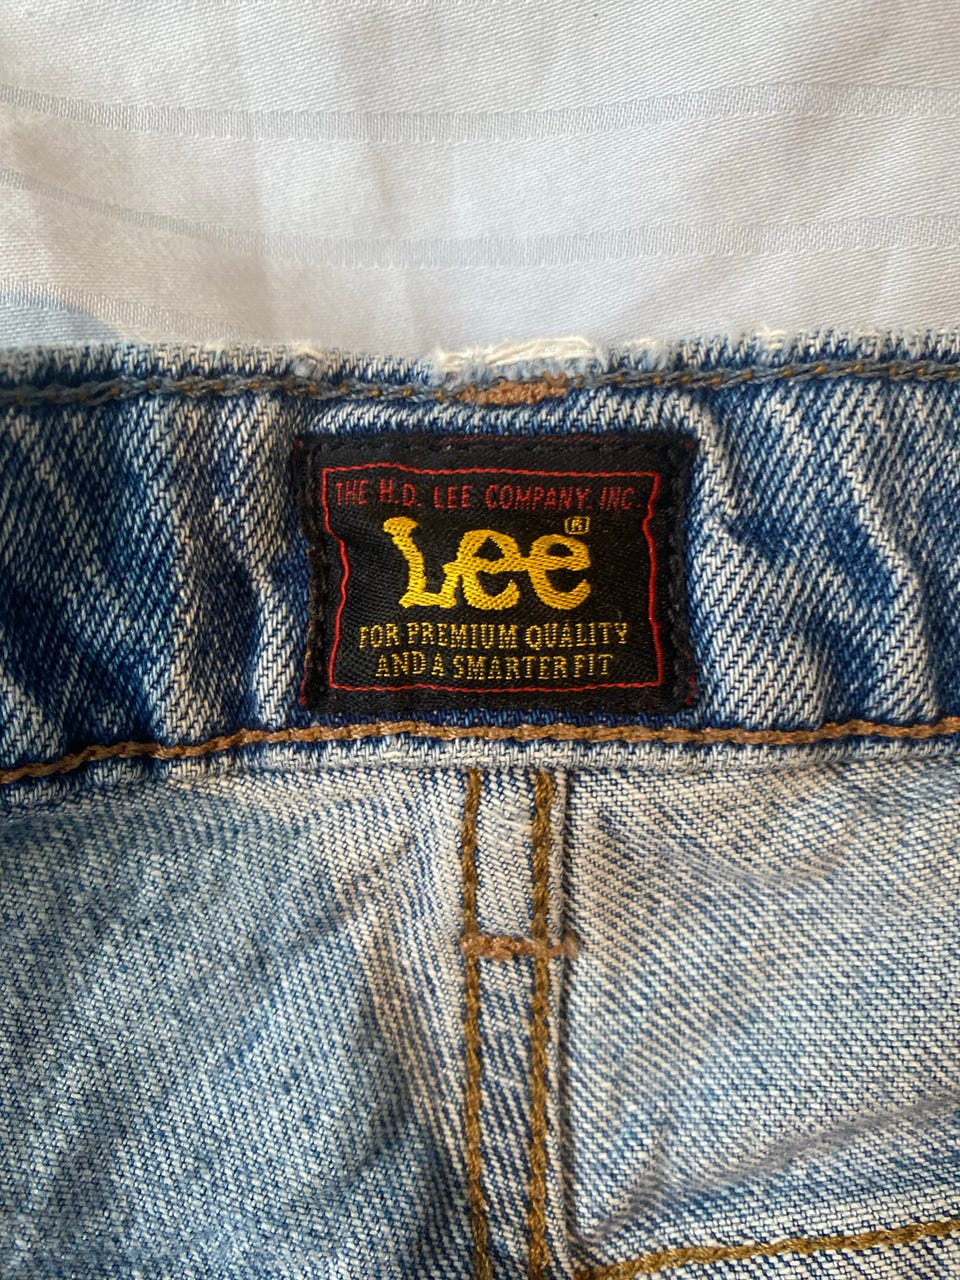 THE H.D. LEE COMPANY, INC.
Lee®
FOR PREMIUM QUALITY
AND A SMARTER FIT